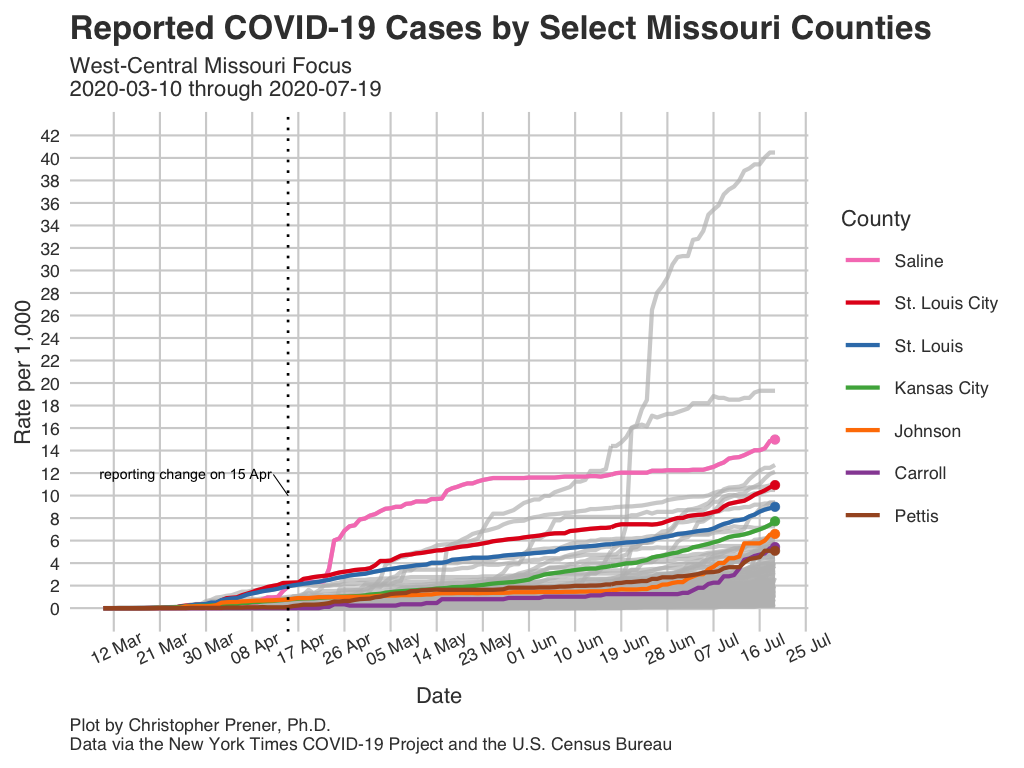 Reported COVID-19 Cases by Select Missouri Counties
West-Central Missouri Focus
2020-03-10 through 2020-07-19
Rate per 1,000
42
40
38
36
34
32
30
28
26
24
22
20
18
16
14
12
10
8
6
4
2
0
reporting change on 15 Apr
12 Mar
21 Mar
30 Mar
08 Apr
17 Apr
26 Apr
05 May
14 May
23 May
01 Jun
10 Jun
19 Jun
28 Jun
07 Jul
16 Jul
25 Jul
Date
County
Saline
St. Louis City
St. Louis
Kansas City
Johnson
Carroll
Pettis
Plot by Christopher Prener, Ph.D.
Data via the New York Times COVID-19 Project and the U.S. Census Bureau